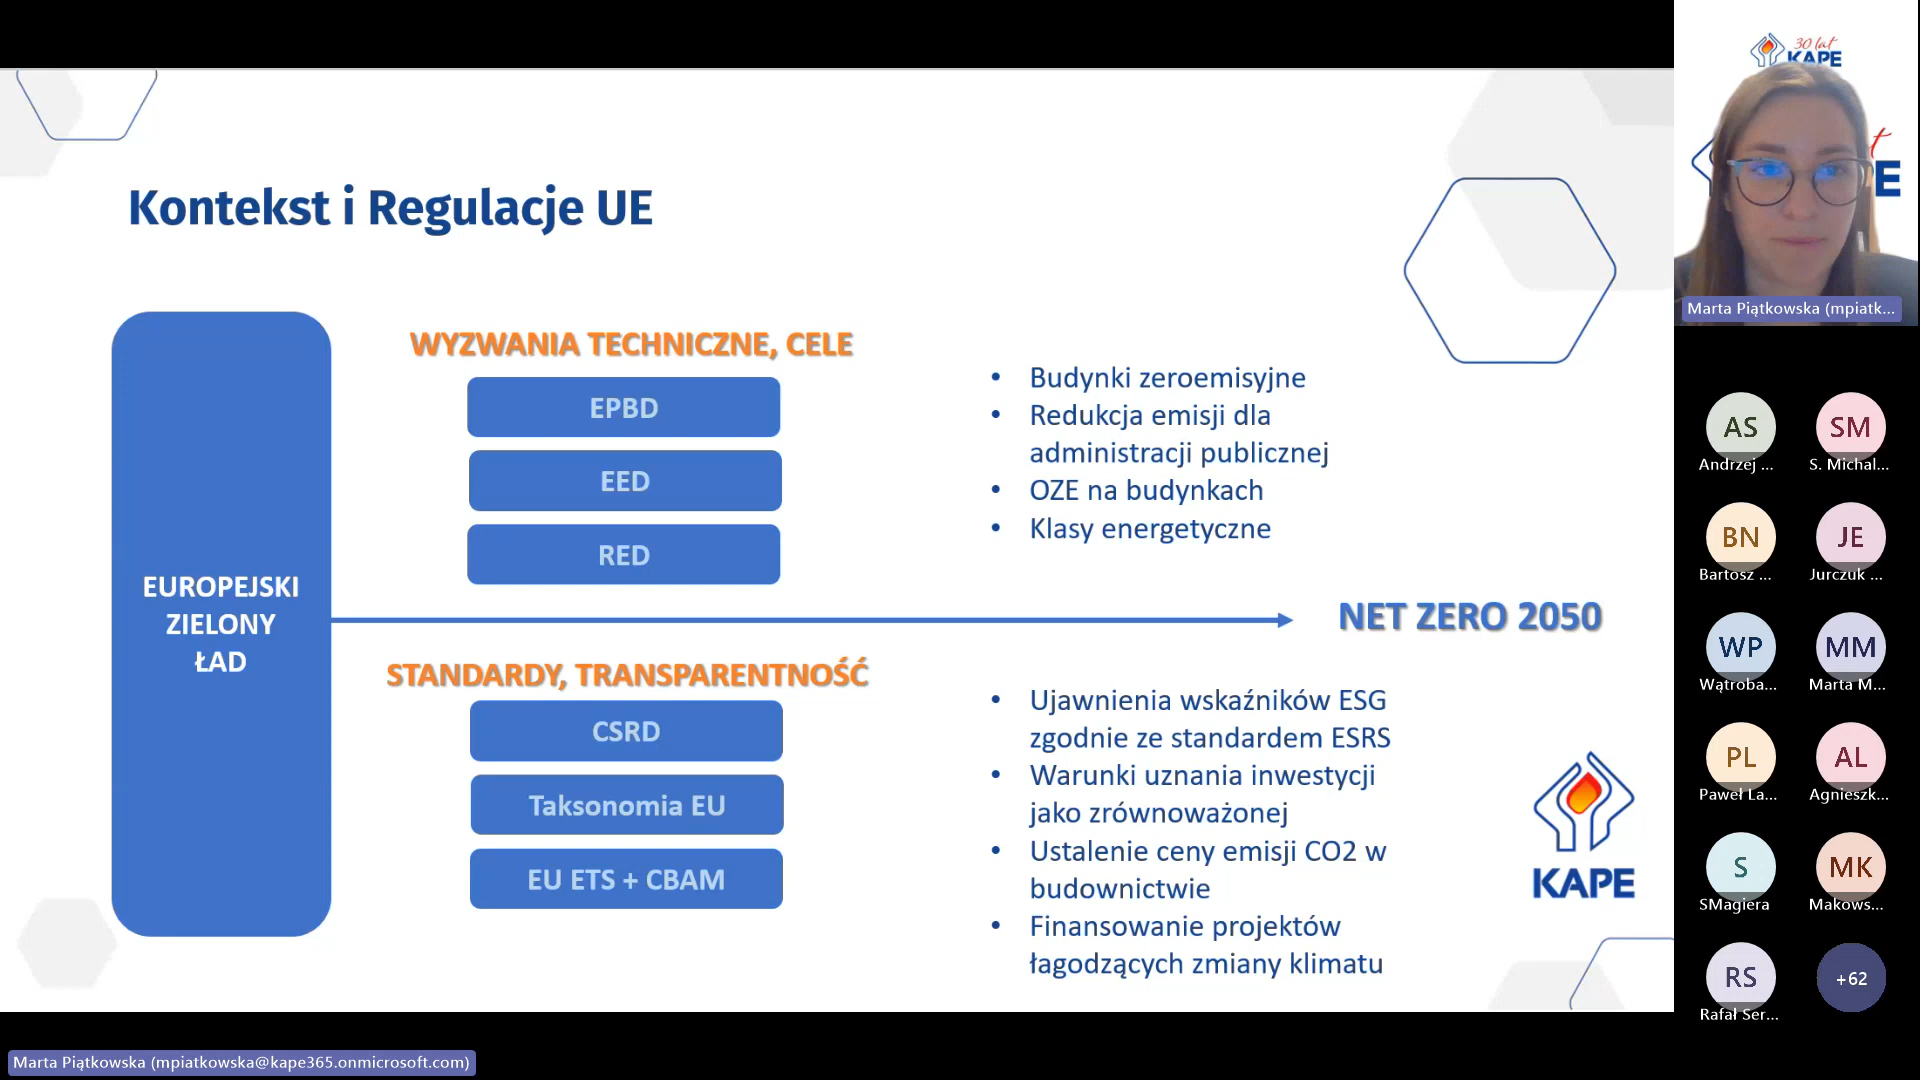 Kontekst i Regulacje UE
EUROPEJSKI
ZIELONY
ŁAD
WYZWANIA TECHNICZNE, CELE
EPBD
EED
RED
• Budynki zeroemisyjne
• Redukcja emisji dla
administracji publicznej
• OZE na budynkach
• Klasy energetyczne
NET ZERO 2050
STANDARDY, TRANSPARENTNOŚĆ
CSRD
Taksonomia EU
EU ETS + CBAM
• Ujawnienia wskaźników ESG
zgodnie ze standardem ESRS
• Warunki uznania inwestycji
jako zrównoważonej
• Ustalenie ceny emisji CO2 w
budownictwie
• Finansowanie projektów
łagodzących zmiany klimatu
KAPE
30 lat
KAPE
Marta Piątkowska (mpiatk...
AS
Andrzej ...
SM
S. Michal...
BN
Bartosz ...
JE
Jurczuk ...
WP
Wątroba...
MM
Marta M...
PL
Paweł La...
AL
Agnieszk...
S
SMagiera
MK
Makows...
RS
Rafał Ser...
+62
Marta Piątkowska (mpiatkowska@kape365.onmicrosoft.com)